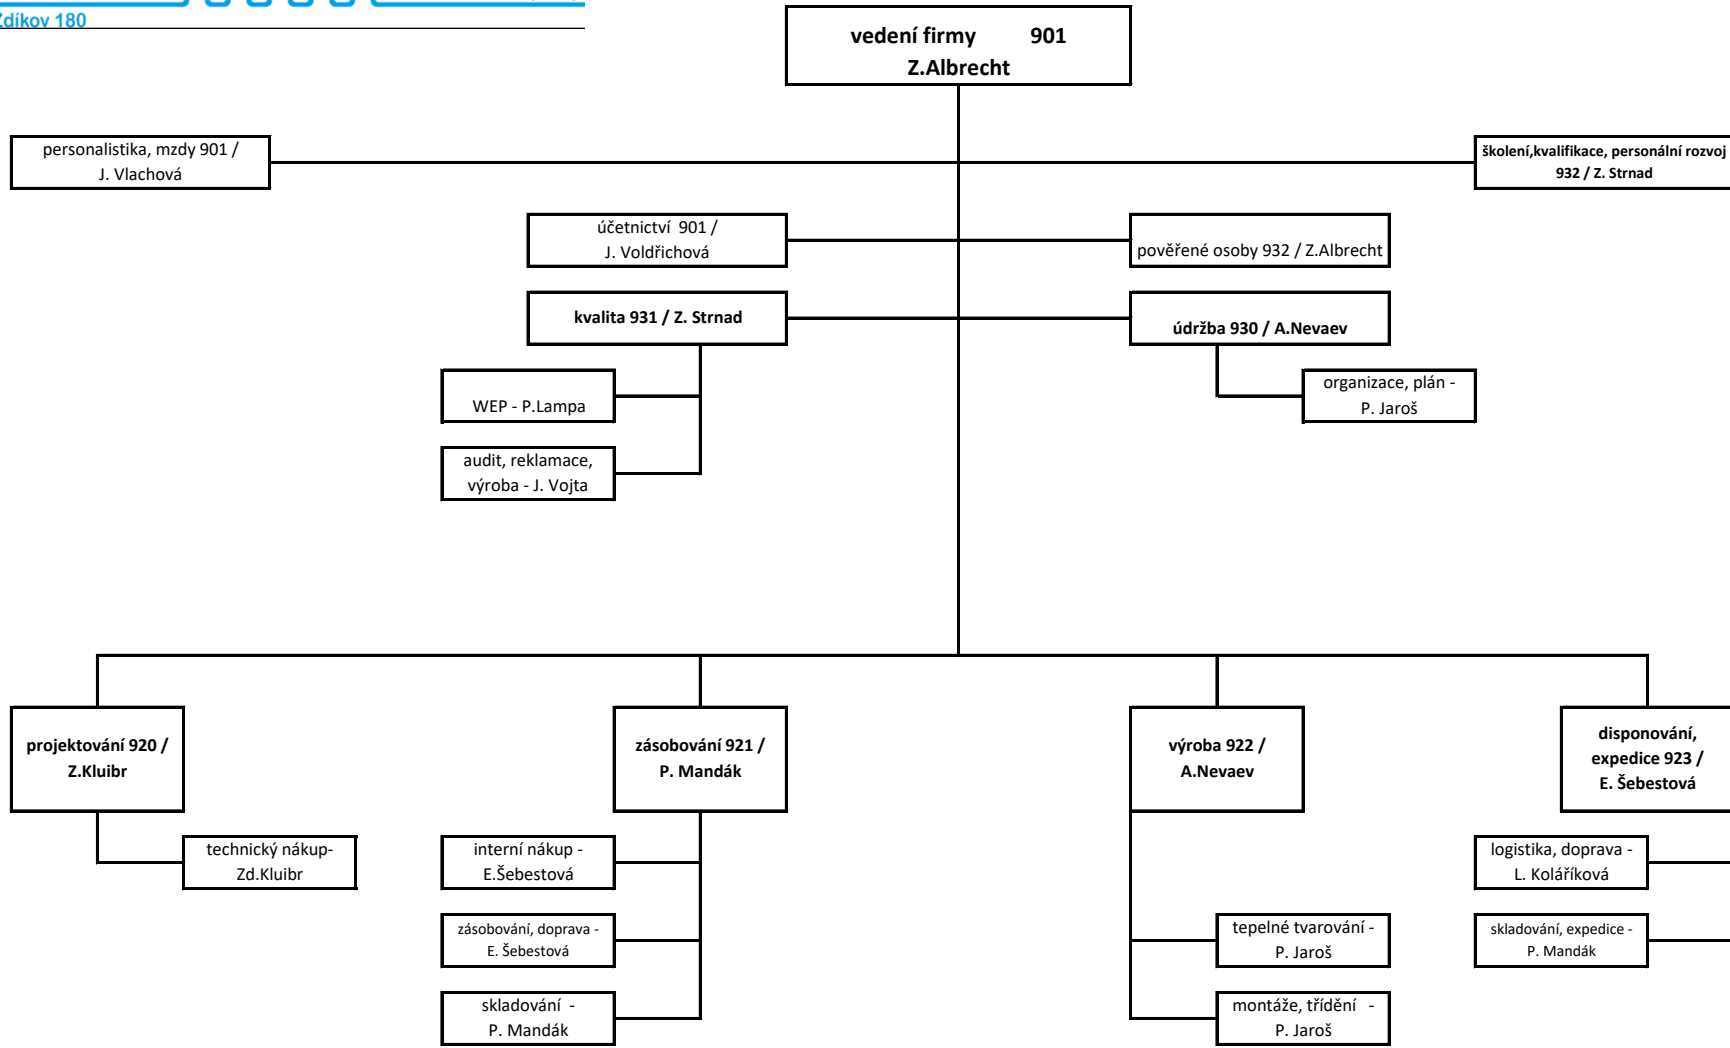 Zdíkov 180
vedení firmy 901
Z.Albrecht
personalistika, mzdy 901 /
J. Vlachová
školení,kvalifikace, personální rozvoj
932 / Z. Strnad
účetnictví 901 /
J. Voldřichová
pověřené osoby 932 / Z.Albrecht
kvalita 931 / Z. Strnad
údržba 930 / A.Nevaev
WEP - P.Lampa
organizace, plán -
P. Jaroš
audit, reklamace,
výroba - J. Vojta
projektování 920 /
Z.Kluibr
zásobování 921 /
P. Mandák
výroba 922 /
A.Nevaev
disponování,
expedice 923 /
E. Šebestová
technický nákup-
Zd.Kluibr
interní nákup -
E.Šebestová
logistika, doprava -
L. Koláříková
zásobování, doprava -
E. Šebestová
tepelné tvarování -
P. Jaroš
skladování, expedice -
P. Mandák
skladování -
P. Mandák
montáže, třídění -
P. Jaroš